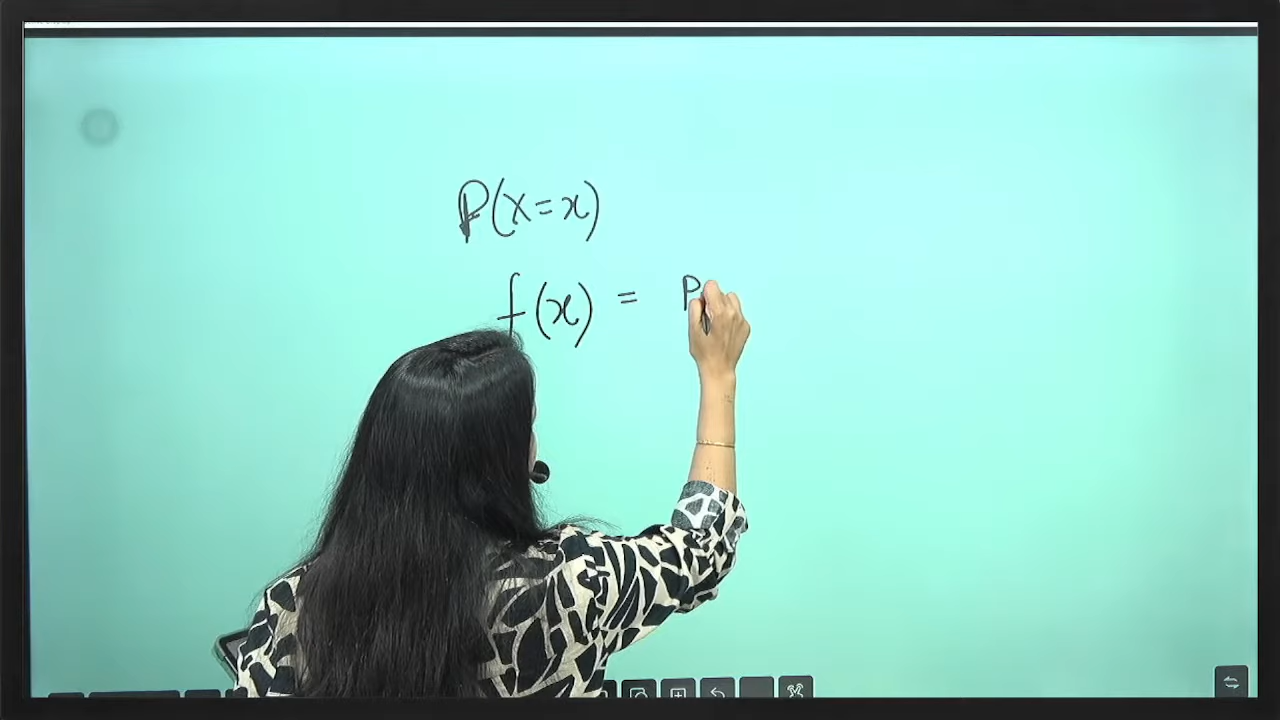 P(X=x)
f(x) = P